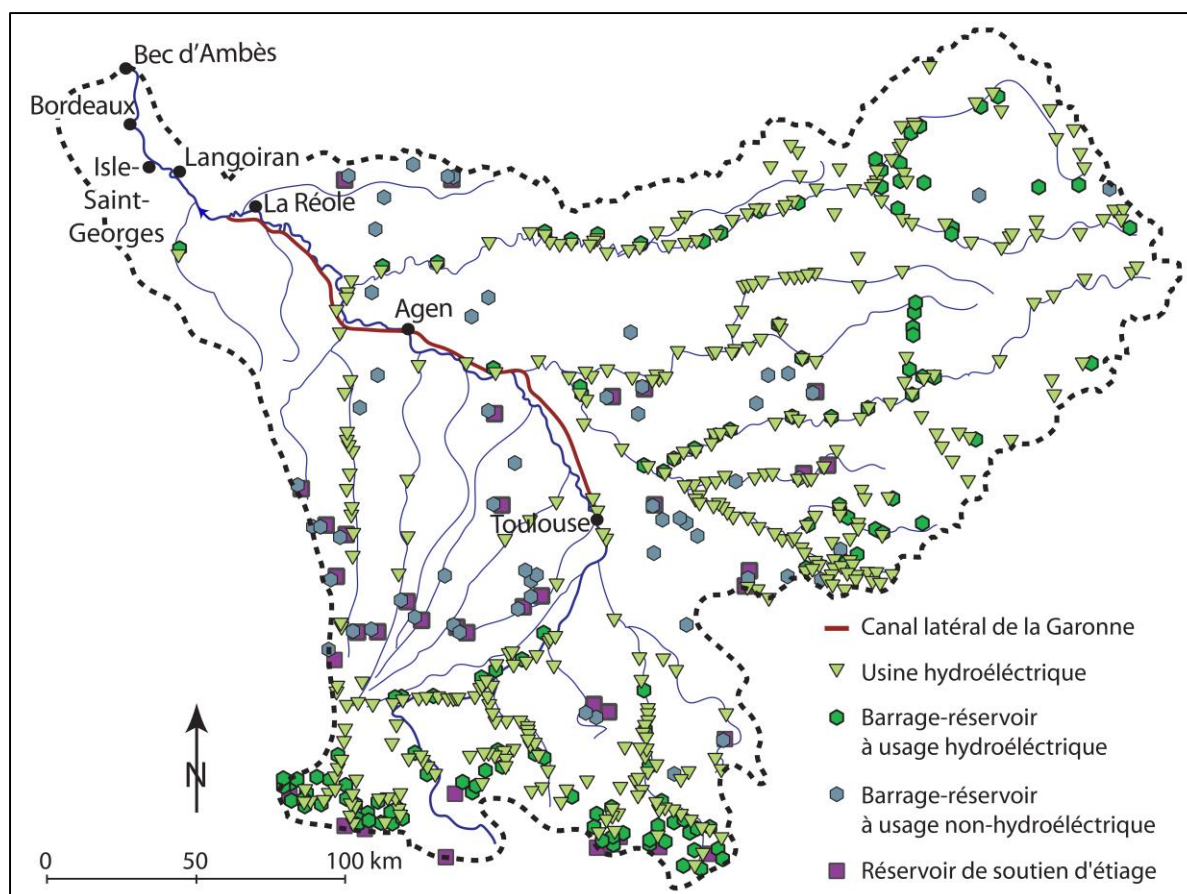 Bec d'Ambès
Bordeaux
Isle-
Saint-
Georges
Langoiran
La Réole
Agen
Toulouse
Canal latéral de la Garonne
Usine hydroéléctrique
Barrage-réservoir
à usage hydroéléctrique
Barrage-réservoir
à usage non-hydroéléctrique
Réservoir de soutien d'étiage
N
0 50 100 km